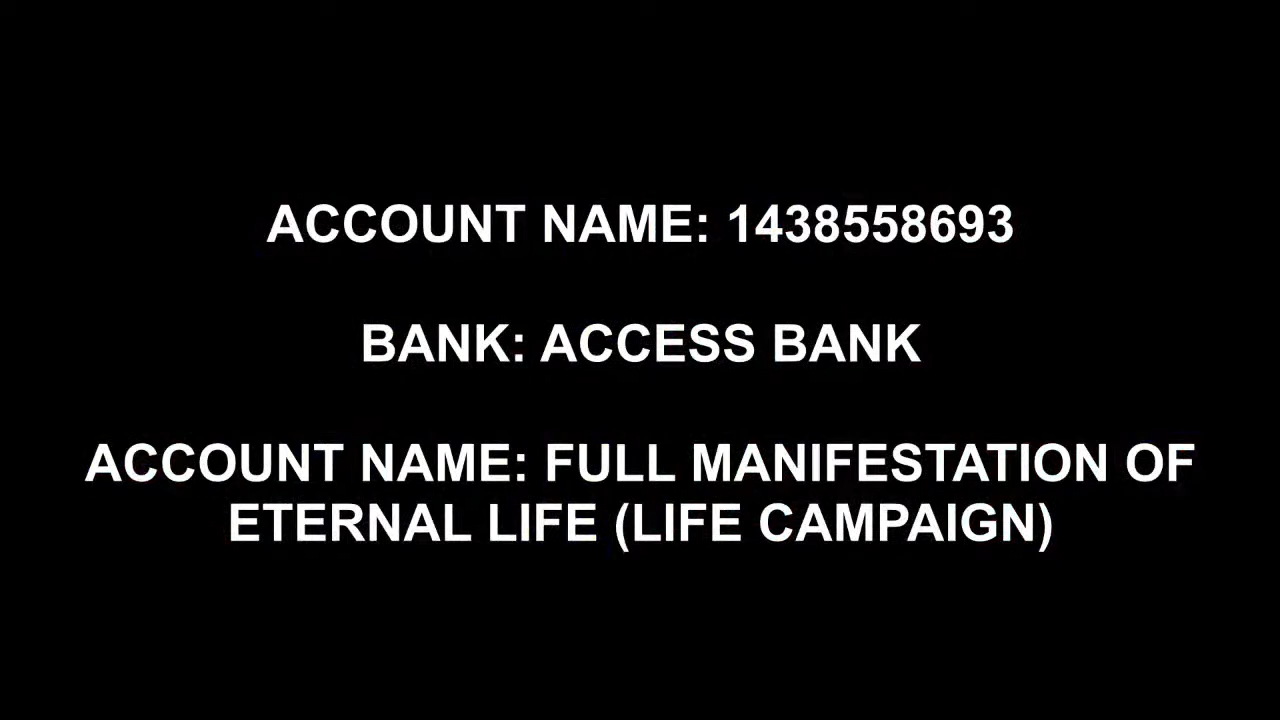 ACCOUNT NAME: 1438558693
BANK: ACCESS BANK
ACCOUNT NAME: FULL MANIFESTATION OF
ETERNAL LIFE (LIFE CAMPAIGN)